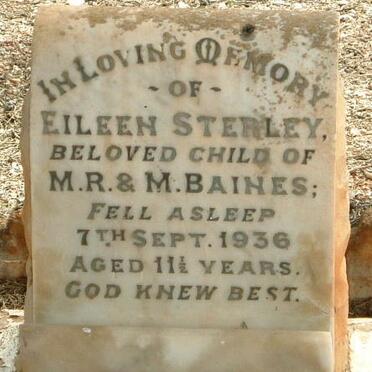 IN LOVING MEMORY
- OF -
EILEEN STERLEY,
BELOVED CHILD OF
M.R. & M. BAINES;
FELL ASLEEP
7TH SEPT. 1936
AGED 11½ YEARS.
GOD KNEW BEST.